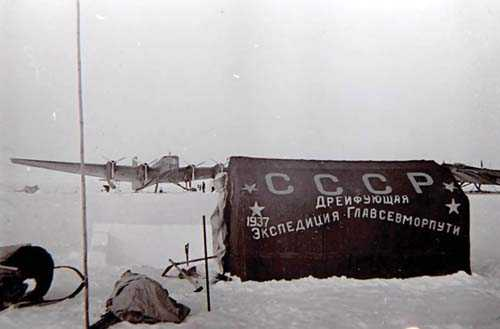 СССР
ДРЕЙФУЮЩАЯ
1937 ЭКСПЕДИЦИЯ·ГЛАВСЕВМОРПУТИ